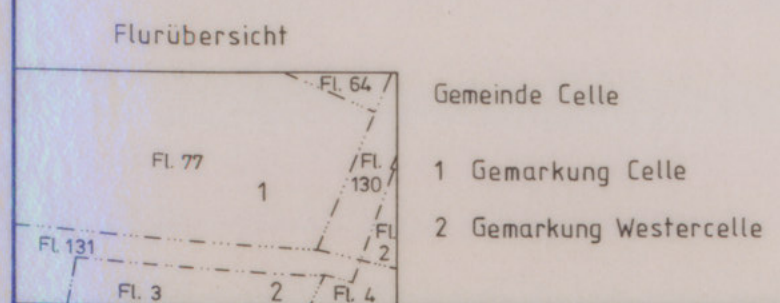 Flurübersicht
Fl. 64
Gemeinde Celle
Fl. 77
Fl.
130
1
1 Gemarkung Celle
2 Gemarkung Westercelle
Fl.
2
Fl. 131
Fl. 3
2
Fl. 4